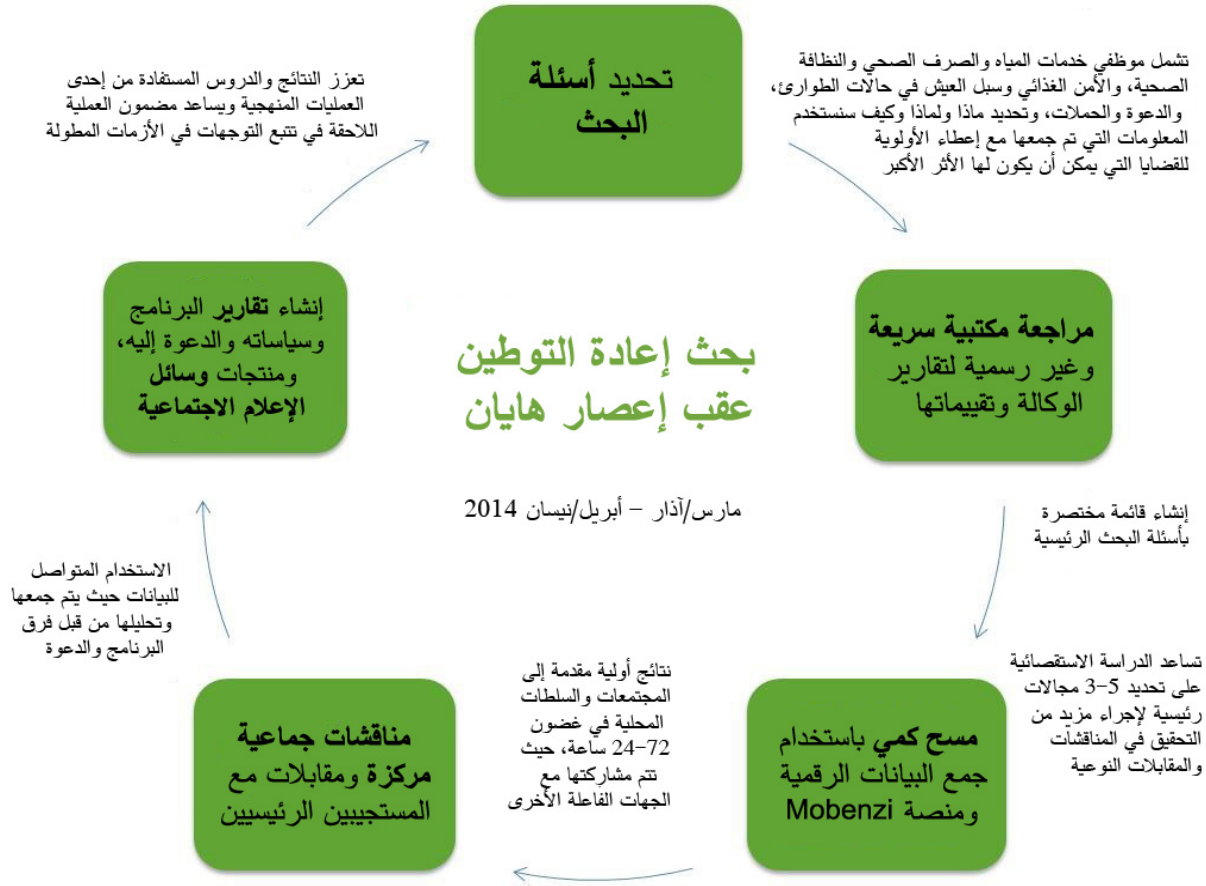 تحديد أسئلة
البحث
تشمل موظفي خدمات المياه والصرف الصحي والنظافة
الصحية، والأمن الغذائي وسبل العيش في حالات الطوارئ،
والدعوة والحملات، وتحديد ماذا ولماذا وكيف سنستخدم
المعلومات التي تم جمعها مع إعطاء الأولوية
للقضايا التي يمكن أن يكون لها الأثر الأكبر
مراجعة مكتبية سريعة
وغير رسمية لتقارير
الوكالة وتقييماتها
إنشاء قائمة مختصرة
بأسئلة البحث الرئيسية
مسح كمي باستخدام
جمع البيانات الرقمية
ومنصة Mobenzi
تساعد الدراسة الاستقصائية
على تحديد 5–3 مجالات
رئيسية لإجراء مزيد من
التحقيق في المناقشات
والمقابلات النوعية
نتائج أولية مقدمة إلى
المجتمعات والسلطات
المحلية في غضون
72–24 ساعة، حيث
تتم مشاركتها مع
الجهات الفاعلة الأخرى
مناقشات جماعية
مركزة ومقابلات مع
المستجيبين الرئيسيين
الاستخدام المتواصل
للبيانات حيث يتم جمعها
وتحليلها من قبل فرق
البرنامج والدعوة
إنشاء تقارير البرنامج
وسياساته والدعوة إليه،
ومنتجات وسائل
الإعلام الاجتماعية
تعزز النتائج والدروس المستفادة من إحدى
العمليات المنهجية ويساعد مضمون العملية
اللاحقة في تتبع التوجهات في الأزمات المطولة
بحث إعادة التوطين
عقب إعصار هايان
مارس/آذار – أبريل/نيسان 2014